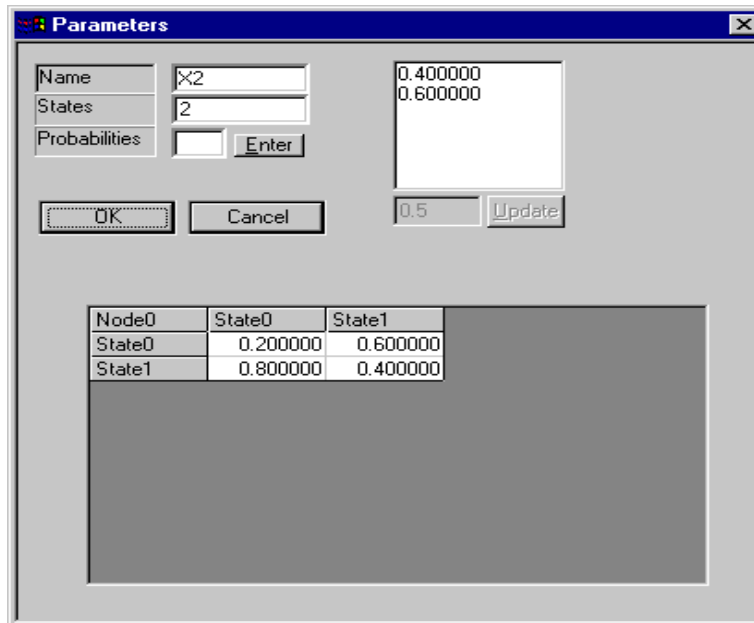 Parameters
Name X2
States 2
Probabilities Enter
0.400000
0.600000
OK Cancel
0.5 Update
Node0 State0 State1
State0 0.200000 0.600000
State1 0.800000 0.400000